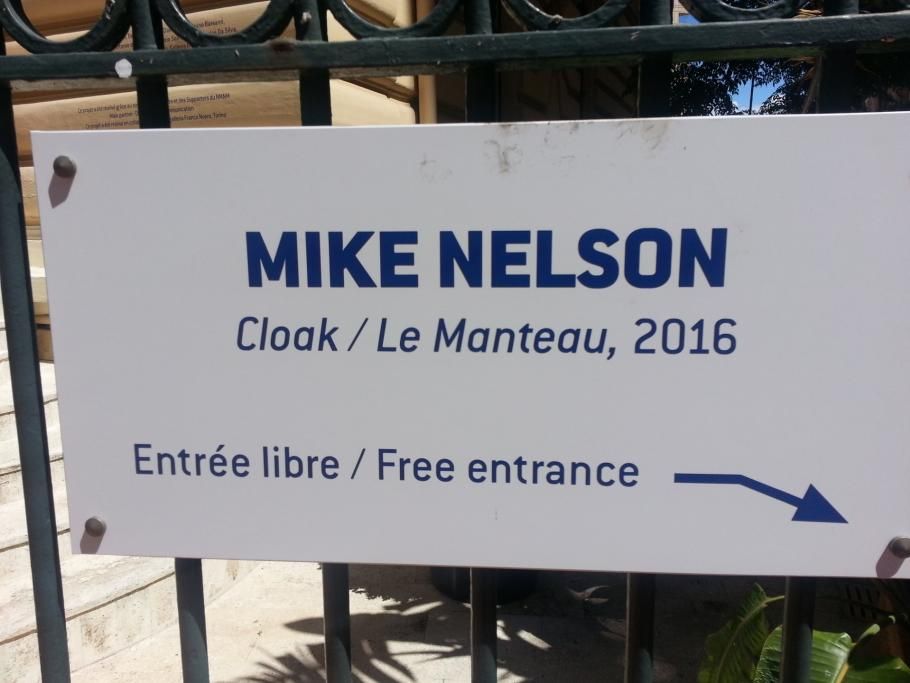 MIKE NELSON
Cloak / Le Manteau, 2016
Entrée libre / Free entrance